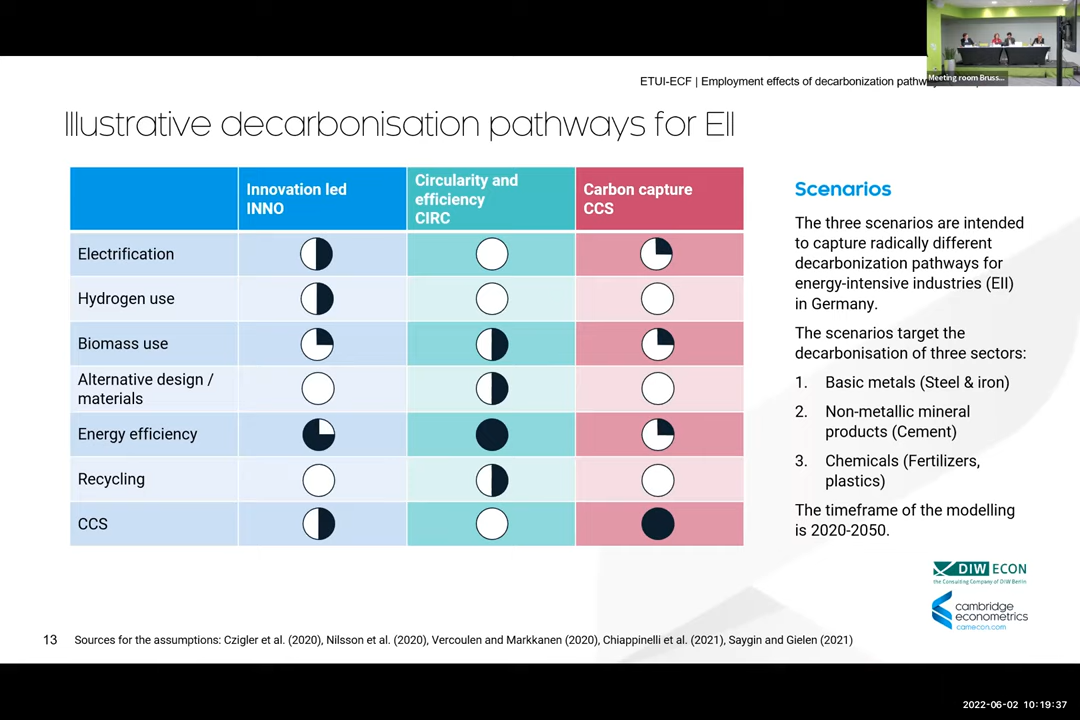 Meeting room Bruss...
ETUI-ECF | Employment effects of decarbonization
Illustrative decarbonisation pathways for EII
Innovation led
INNO
Circularity and
efficiency
CIRC
Carbon capture
CCS
Electrification
Hydrogen use
Biomass use
Alternative design /
materials
Energy efficiency
Recycling
CCS
Scenarios
The three scenarios are intended
to capture radically different
decarbonization pathways for
energy-intensive industries (EII)
in Germany.
The scenarios target the
decarbonisation of three sectors:
1. Basic metals (Steel & iron)
2. Non-metallic mineral
products (Cement)
3. Chemicals (Fertilizers,
plastics)
The timeframe of the modelling
is 2020-2050.
DIW ECON
the Consulting Company of DIW Berlin
cambridge
econometrics
camecon.com
13 Sources for the assumptions: Czigler et al. (2020), Nilsson et al. (2020), Vercoulen and Markkanen (2020), Chiappinelli et al. (2021), Saygin and Gielen (2021)
2022-06-02 10:19:37